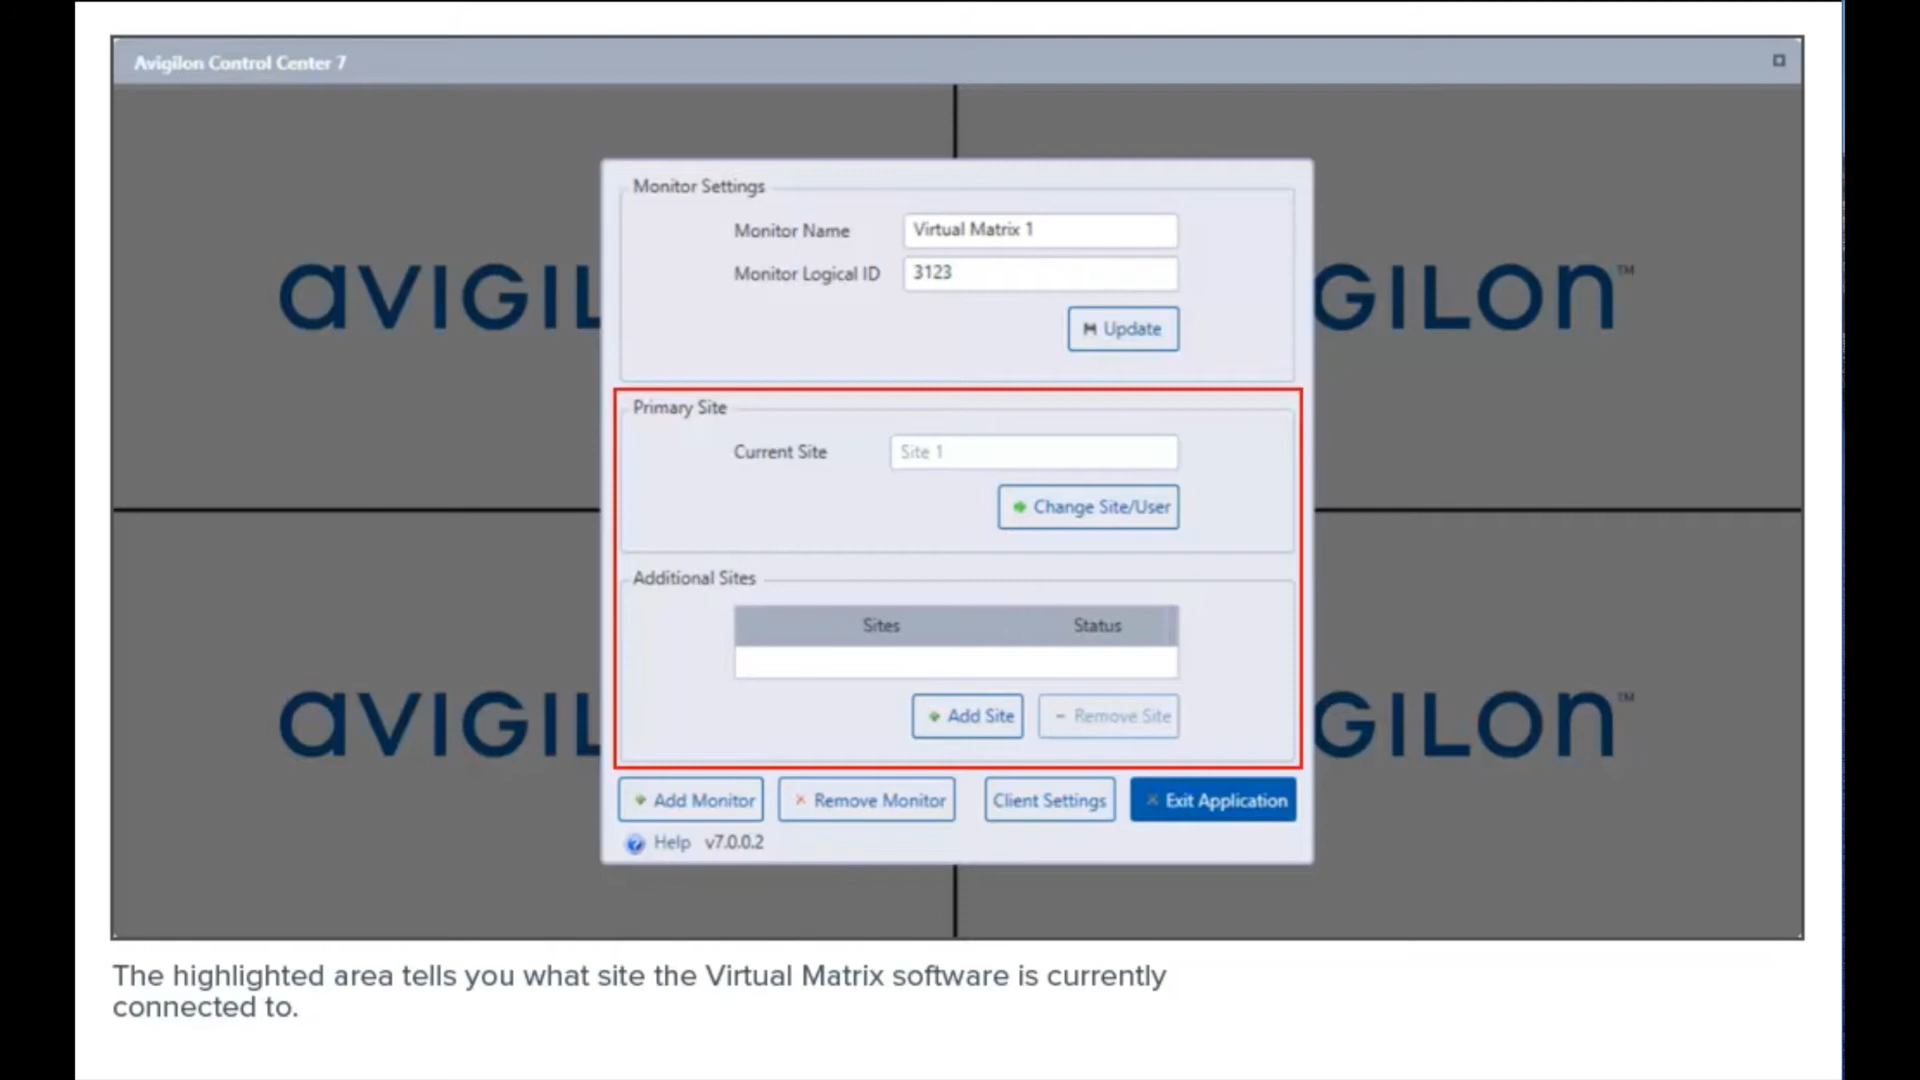 Avigilon Control Center 7
Monitor Settings
Monitor Name Virtual Matrix 1
Monitor Logical ID 3123
Update
Primary Site
Current Site Site 1
Change Site/User
Additional Sites
Sites Status
Add Site Remove Site
Add Monitor Remove Monitor Client Settings Exit Application
Help v7.0.0.2
AVIGIL GILON™
AVIGIL GILON™
The highlighted area tells you what site the Virtual Matrix software is currently
connected to.